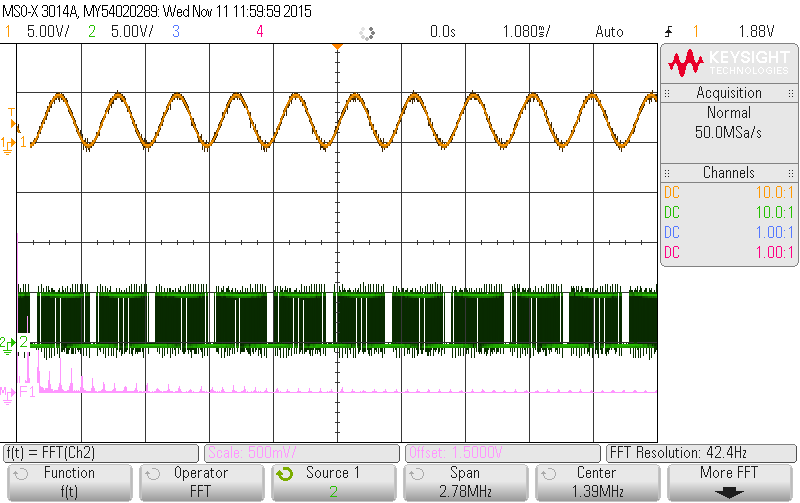 MSO-X 3014A, MY54020289: Wed Nov 11 11:59:59 2015
1 5.00V/ 2 5.00V/ 3 4 0.0s 1.080ms/ Auto 1 1.88V
KEYSIGHT
TECHNOLOGIES
Acquisition
Normal
50.0MSa/s
Channels
DC 10.0:1
DC 10.0:1
DC 1.00:1
DC 1.00:1
T
1 1
2 2
M F1
f(t) = FFT(Ch2) Scale: 500mV/ Offset: 1.5000V FFT Resolution: 42.4Hz
Function Operator Source 1 Span Center More FFT
f(t) FFT 2 2.78MHz 1.39MHz